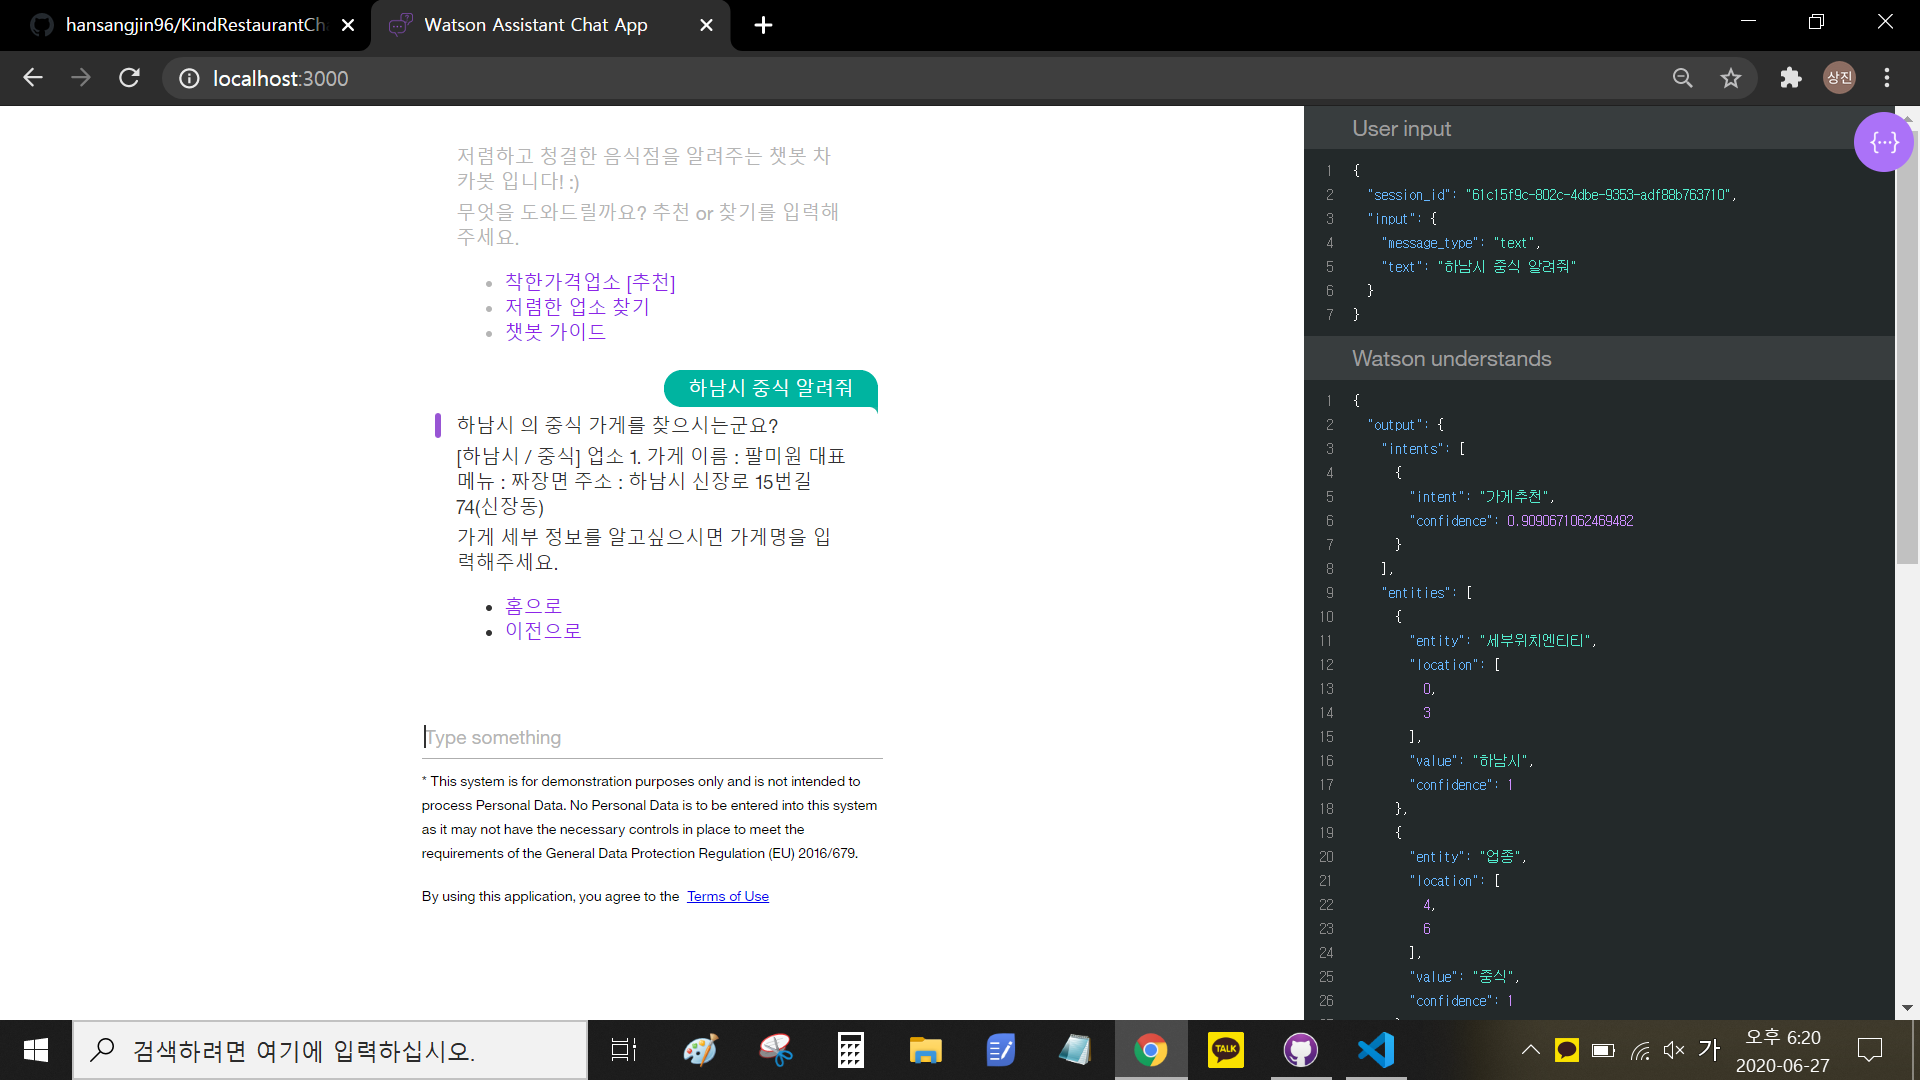 hansangjin96/KindRestaurantCh
Watson Assistant Chat App
localhost:3000
상진
저렴하고 청결한 음식점을 알려주는 챗봇 차
카봇 입니다! :)
무엇을 도와드릴까요? 추천 or 찾기를 입력해
주세요.
착한가격업소 [추천]
저렴한 업소 찾기
챗봇 가이드
하남시 중식 알려줘
하남시 의 중식 가게를 찾으시는군요?
[하남시 / 중식] 업소 1. 가게 이름 : 팔미원 대표
메뉴 : 짜장면 주소 : 하남시 신장로 15번길
74(신장동)
가게 세부 정보를 알고싶으시면 가게명을 입
력해주세요.
홈으로
이전으로
Type something
* This system is for demonstration purposes only and is not intended to
process Personal Data. No Personal Data is to be entered into this system
as it may not have the necessary controls in place to meet the
requirements of the General Data Protection Regulation (EU) 2016/679.
By using this application, you agree to the Terms of Use
User input
{···}
1 {
2 "session_id": "61c15f9c-802c-4dbe-9353-adf88b763710",
3 "input": {
4 "message_type": "text",
5 "text": "하남시 중식 알려줘"
6 }
7 }
Watson understands
1 {
2 "output": {
3 "intents": [
4 {
5 "intent": "가게추천",
6 "confidence": 0.9090671062469482
7 }
8 ],
9 "entities": [
10 {
11 "entity": "세부위치엔티티",
12 "location": [
13 0,
14 3
15 ],
16 "value": "하남시",
17 "confidence": 1
18 },
19 {
20 "entity": "업종",
21 "location": [
22 4,
23 6
24 ],
25 "value": "중식",
26 "confidence": 1
검색하려면 여기에 입력하십시오.
TALK
가
오후 6:20
2020-06-27